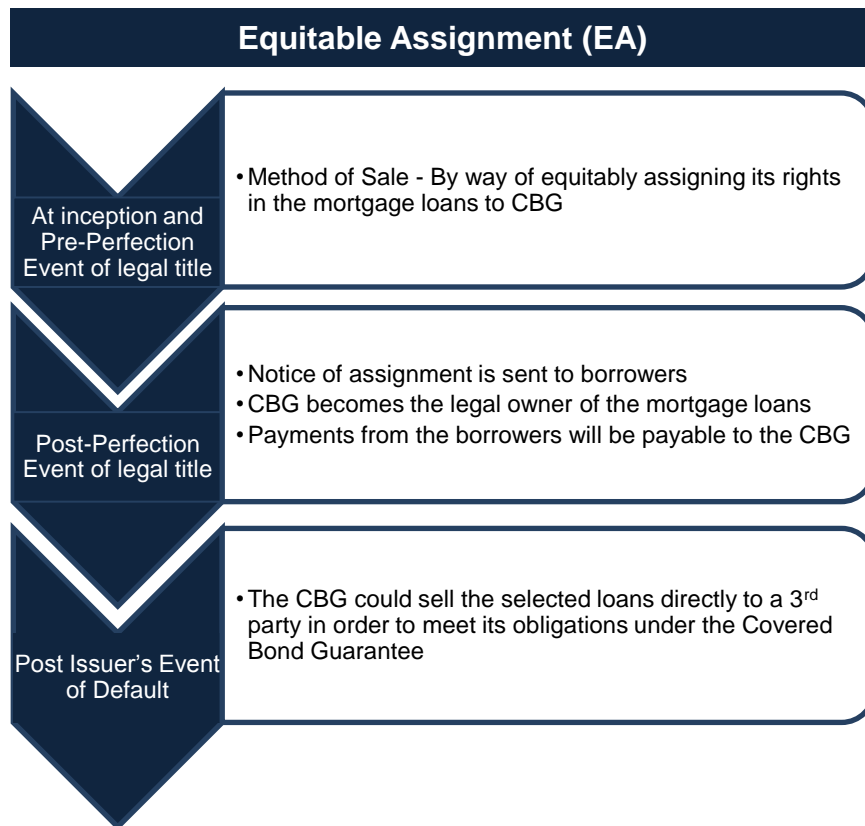 Equitable Assignment (EA)
At inception and
Pre-Perfection
Event of legal title
•Method of Sale - By way of equitably assigning its rights
in the mortgage loans to CBG
Post-Perfection
Event of legal title
•Notice of assignment is sent to borrowers
•CBG becomes the legal owner of the mortgage loans
•Payments from the borrowers will be payable to the CBG
Post Issuer's Event
of Default
•The CBG could sell the selected loans directly to a 3rd
party in order to meet its obligations under the Covered
Bond Guarantee